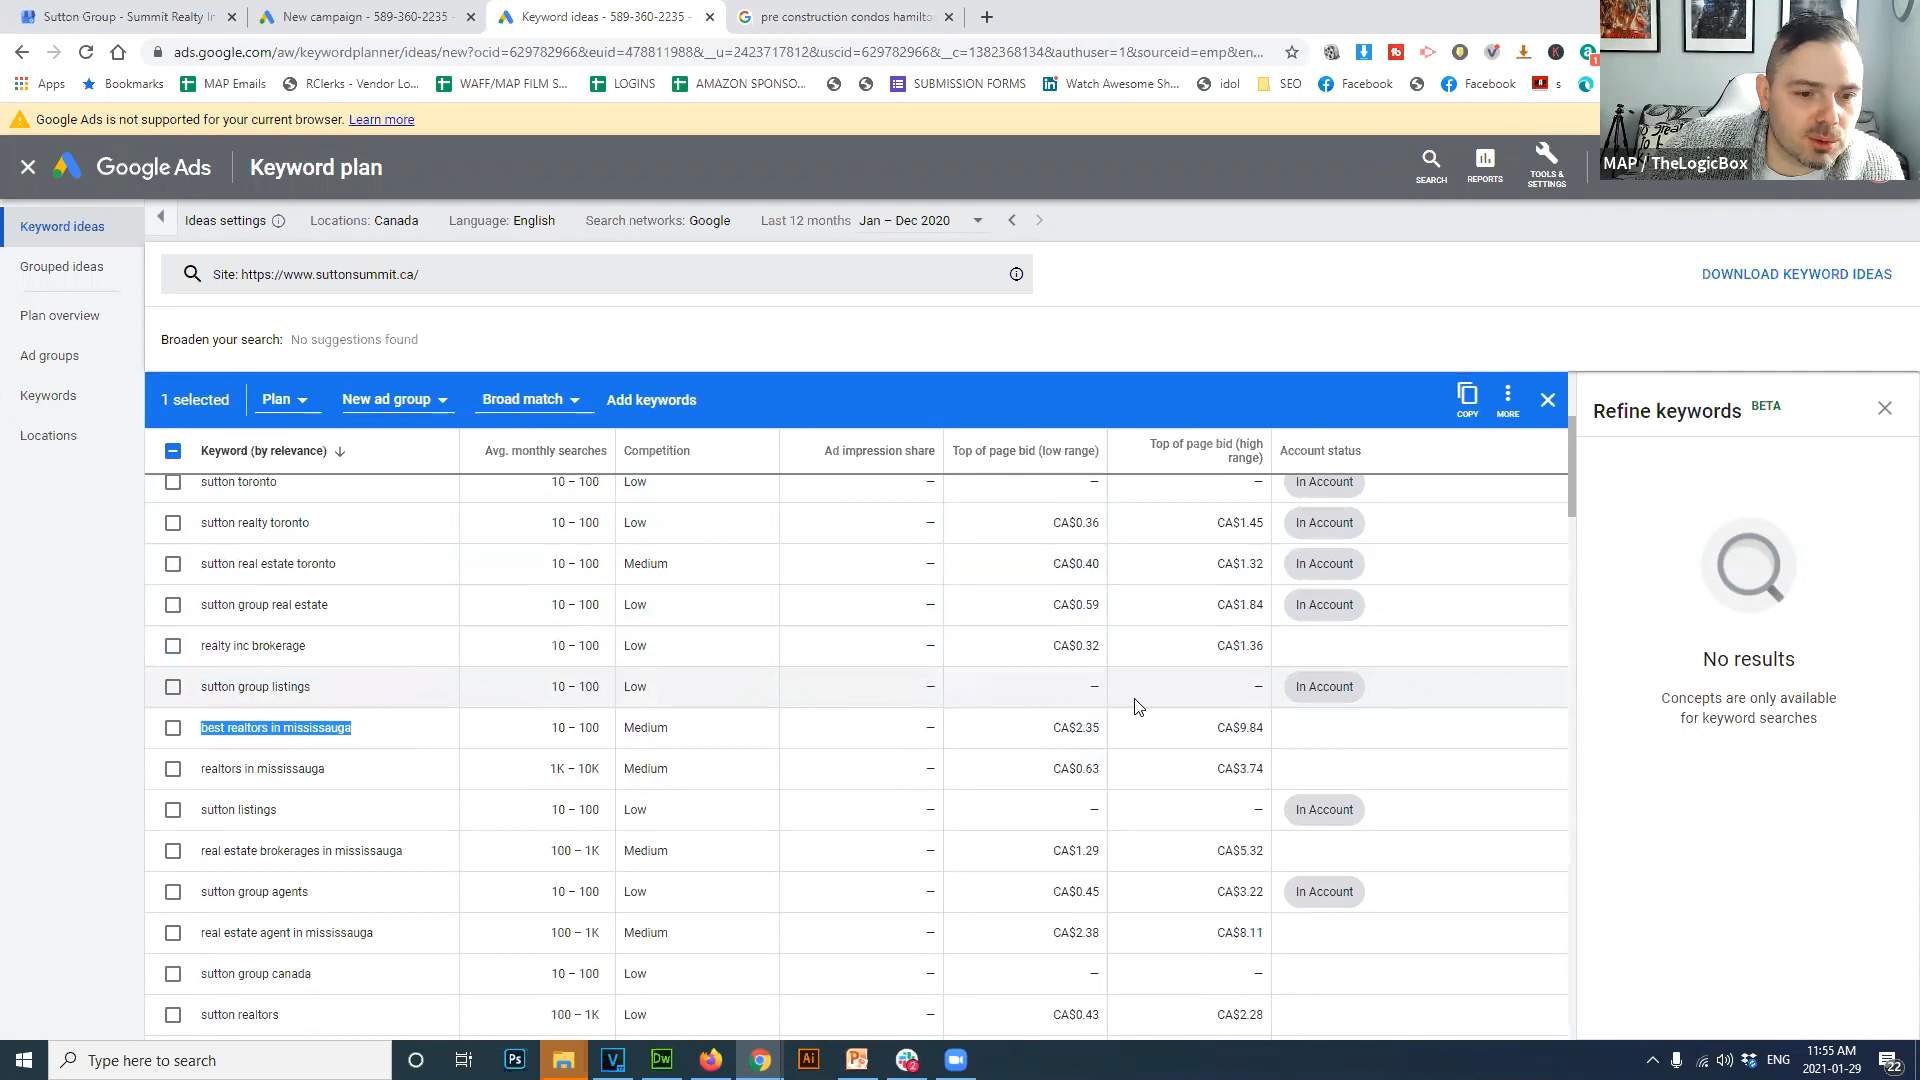 Sutton Group - Summit Realty Ir
New campaign - 589-360-2235 -
Keyword ideas - 589-360-2235 -
pre construction condos hamilto
ads.google.com/aw/keywordplanner/ideas/new?ocid=629782966&euid=478811988&__u=2423717812&uscid=629782966&__c=1382368134&authuser=1&sourceid=emp&en...
Apps Bookmarks MAP Emails RClerks - Vendor Lo... WAFF/MAP FILM S... LOGINS AMAZON SPONSO... SUBMISSION FORMS Watch Awesome Sh... idol SEO Facebook Facebook s
Google Ads is not supported for your current browser. Learn more
Google Ads Keyword plan
SEARCH REPORTS TOOLS & SETTINGS
MAP / TheLogicBox
Keyword ideas
Grouped ideas
Plan overview
Ad groups
Keywords
Locations
Ideas settings Locations: Canada Language: English Search networks: Google Last 12 months Jan – Dec 2020
Site: https://www.suttonsummit.ca/
DOWNLOAD KEYWORD IDEAS
Broaden your search: No suggestions found
1 selected Plan New ad group Broad match Add keywords COPY MORE
Keyword (by relevance) Avg. monthly searches Competition Ad impression share Top of page bid (low range) Top of page bid (high range) Account status
sutton toronto 10 – 100 Low – – – In Account
sutton realty toronto 10 – 100 Low – CA$0.36 CA$1.45 In Account
sutton real estate toronto 10 – 100 Medium – CA$0.40 CA$1.32 In Account
sutton group real estate 10 – 100 Low – CA$0.59 CA$1.84 In Account
realty inc brokerage 10 – 100 Low – CA$0.32 CA$1.36
sutton group listings 10 – 100 Low – – – In Account
best realtors in mississauga 10 – 100 Medium – CA$2.35 CA$9.84
realtors in mississauga 1K – 10K Medium – CA$0.63 CA$3.74
sutton listings 10 – 100 Low – – – In Account
real estate brokerages in mississauga 100 – 1K Medium – CA$1.29 CA$5.32
sutton group agents 10 – 100 Low – CA$0.45 CA$3.22 In Account
real estate agent in mississauga 100 – 1K Medium – CA$2.38 CA$8.11
sutton group canada 10 – 100 Low – – –
sutton realtors 100 – 1K Low – CA$0.43 CA$2.28
Refine keywords BETA
No results
Concepts are only available
for keyword searches
Type here to search
Ps
Dw
Ai
ENG
11:55 AM
2021-01-29
22